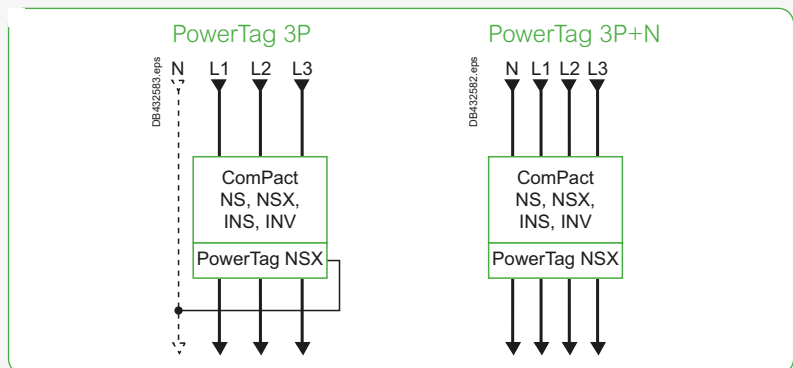 PowerTag 3P
DB432583.eps
N L1 L2 L3
ComPact
NS, NSX,
INS, INV
PowerTag NSX
PowerTag 3P+N
DB432582.eps
N L1 L2 L3
ComPact
NS, NSX,
INS, INV
PowerTag NSX